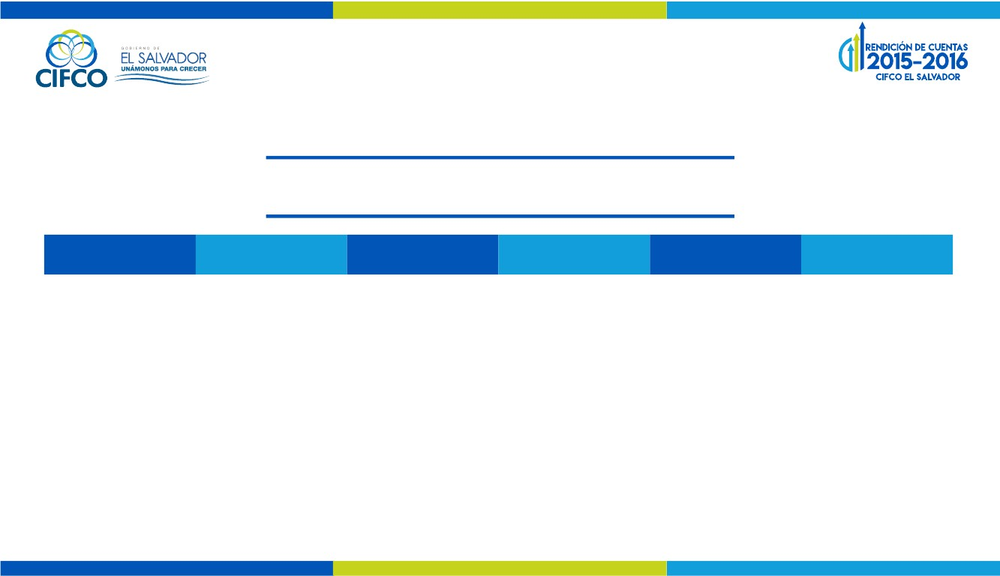 CIFCO
GOBIERNO DE
EL SALVADOR
UNÁMONOS PARA CRECER
RENDICIÓN DE CUENTAS
2015-2016
CIFCO EL SALVADOR